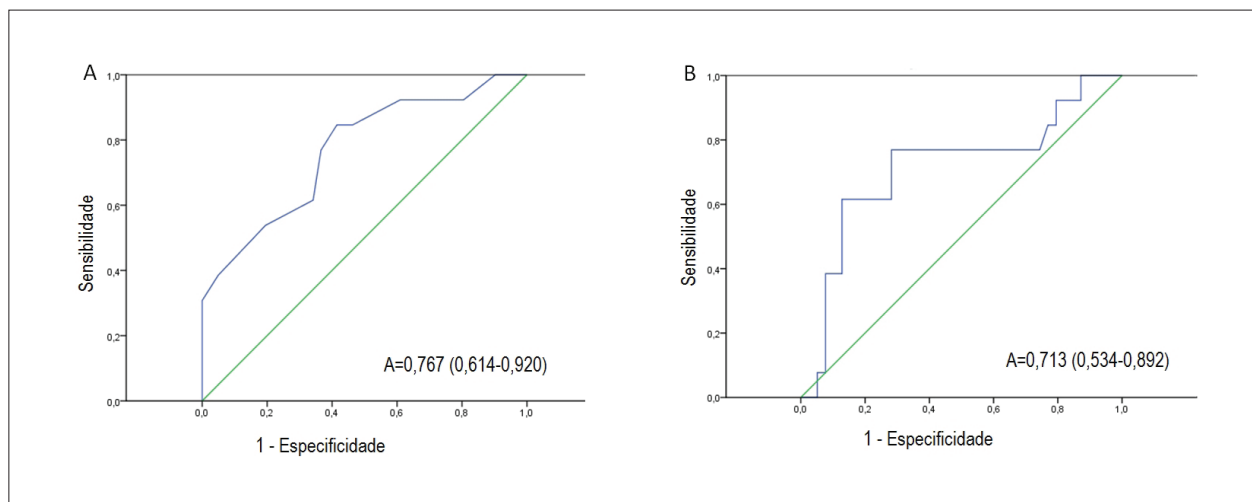 A
1,0
0,8
0,6
0,4
0,2
0,0
Sensibilidade
A=0,767 (0,614-0,920)
0,0 0,2 0,4 0,6 0,8 1,0
1 - Especificidade
B
1,0
0,8
0,6
0,4
0,2
0,0
Sensibilidade
A=0,713 (0,534-0,892)
0,0 0,2 0,4 0,6 0,8 1,0
1 - Especificidade